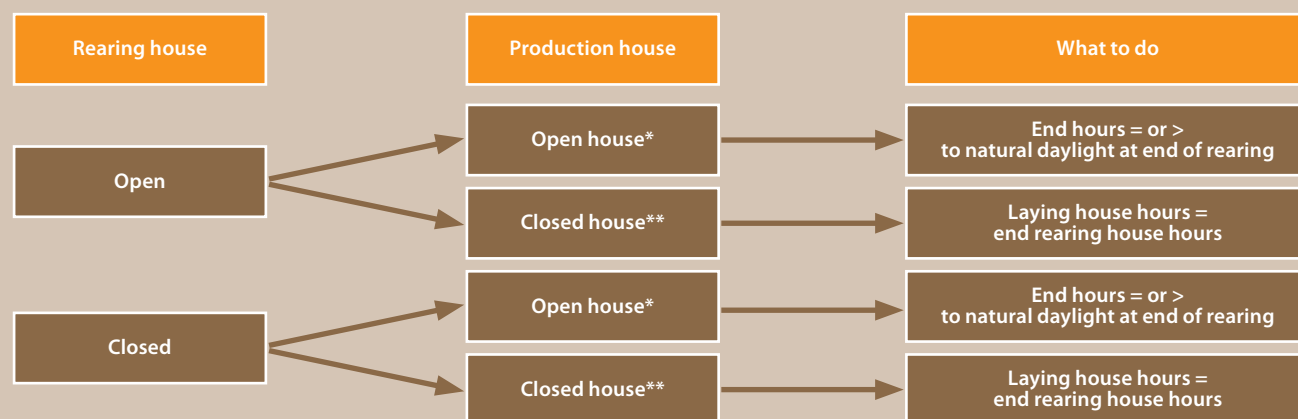 Rearing house
Production house
What to do
Open
Open house*
End hours = or >
to natural daylight at end of rearing
Closed house**
Laying house hours =
end rearing house hours
Closed
Open house*
End hours = or >
to natural daylight at end of rearing
Closed house**
Laying house hours =
end rearing house hours